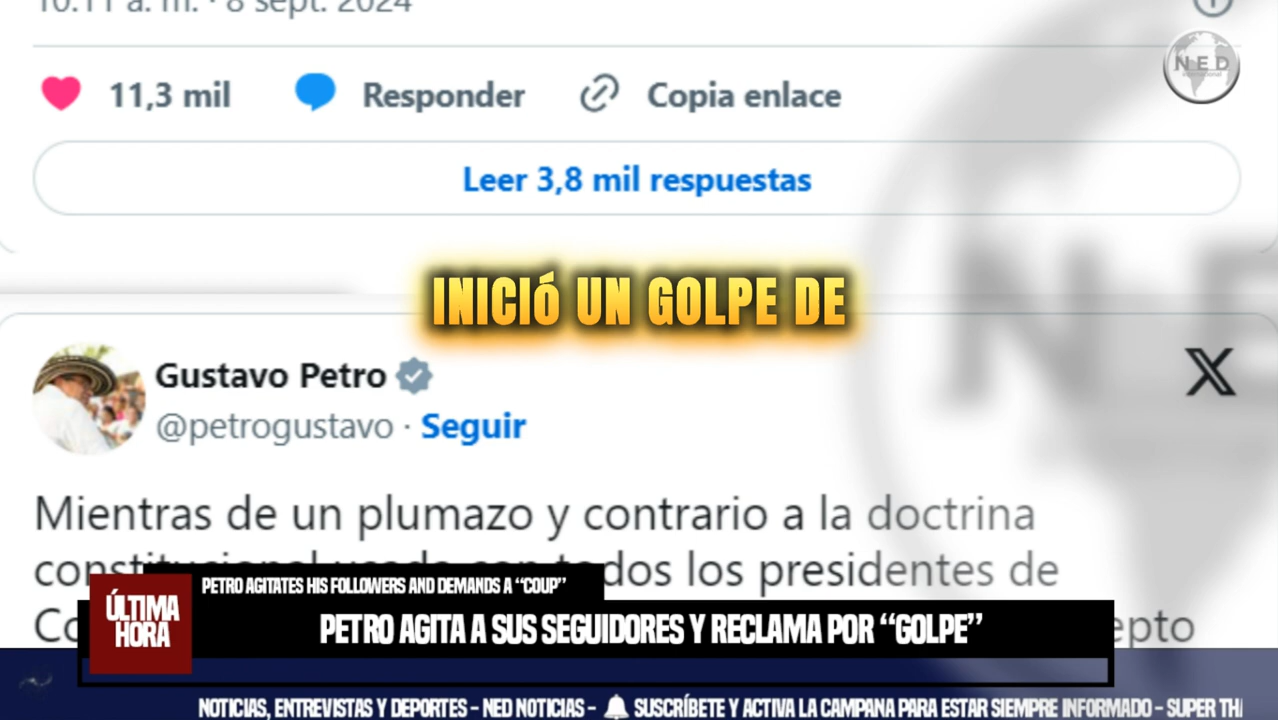 10:11 a. m. · 8 sept. 2024
NED
11,3 mil
Responder
Copia enlace
Leer 3,8 mil respuestas
INICIÓ UN GOLPE DE
Gustavo Petro
@petrogustavo · Seguir
Mientras de un plumazo y contrario a la doctrina
todos los presidentes de
PETRO AGITATES HIS FOLLOWERS AND DEMANDS A “COUP”
ÚLTIMA
HORA
PETRO AGITA A SUS SEGUIDORES Y RECLAMA POR “GOLPE”
NOTICIAS, ENTREVISTAS Y DEPORTES - NED NOTICIAS - 🔔 SUSCRÍBETE Y ACTIVA LA CAMPANA PARA ESTAR SIEMPRE INFORMADO - SUPER